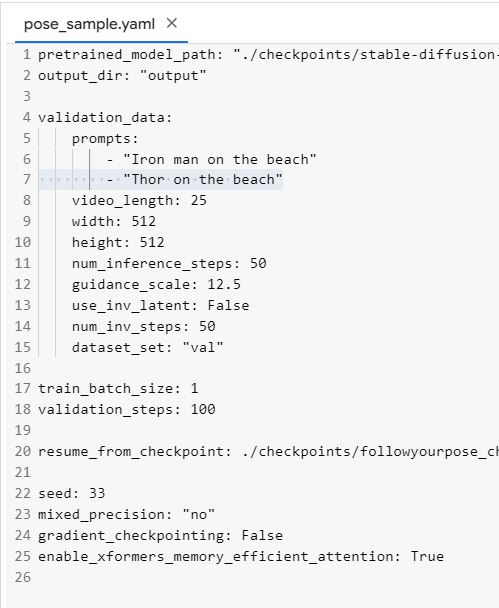 pose_sample.yaml ×
1 pretrained_model_path: "./checkpoints/stable-diffusion-
2 output_dir: "output"
3
4 validation_data:
5     prompts:
6         - "Iron man on the beach"
7         - "Thor on the beach"
8     video_length: 25
9     width: 512
10     height: 512
11     num_inference_steps: 50
12     guidance_scale: 12.5
13     use_inv_latent: False
14     num_inv_steps: 50
15     dataset_set: "val"
16
17 train_batch_size: 1
18 validation_steps: 100
19
20 resume_from_checkpoint: ./checkpoints/followyourpose_ch
21
22 seed: 33
23 mixed_precision: "no"
24 gradient_checkpointing: False
25 enable_xformers_memory_efficient_attention: True
26